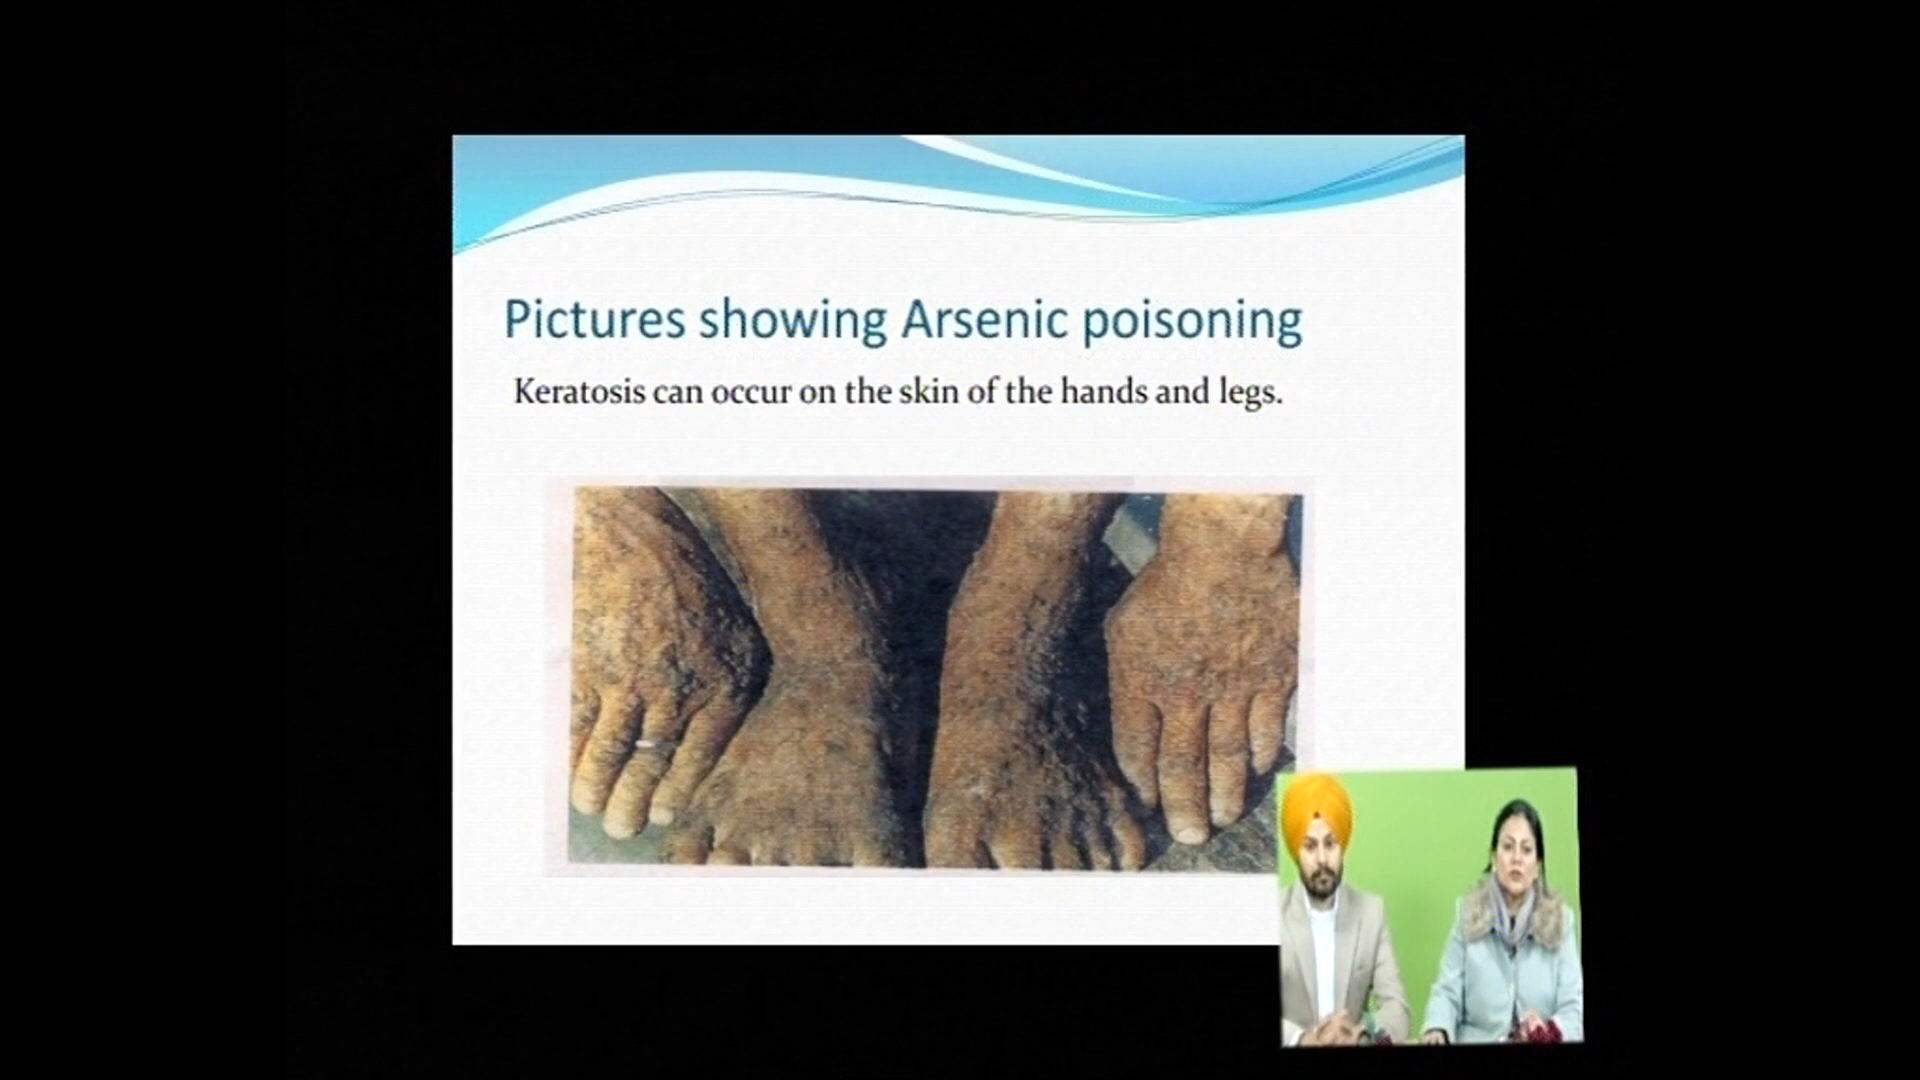 Pictures showing Arsenic poisoning
Keratosis can occur on the skin of the hands and legs.